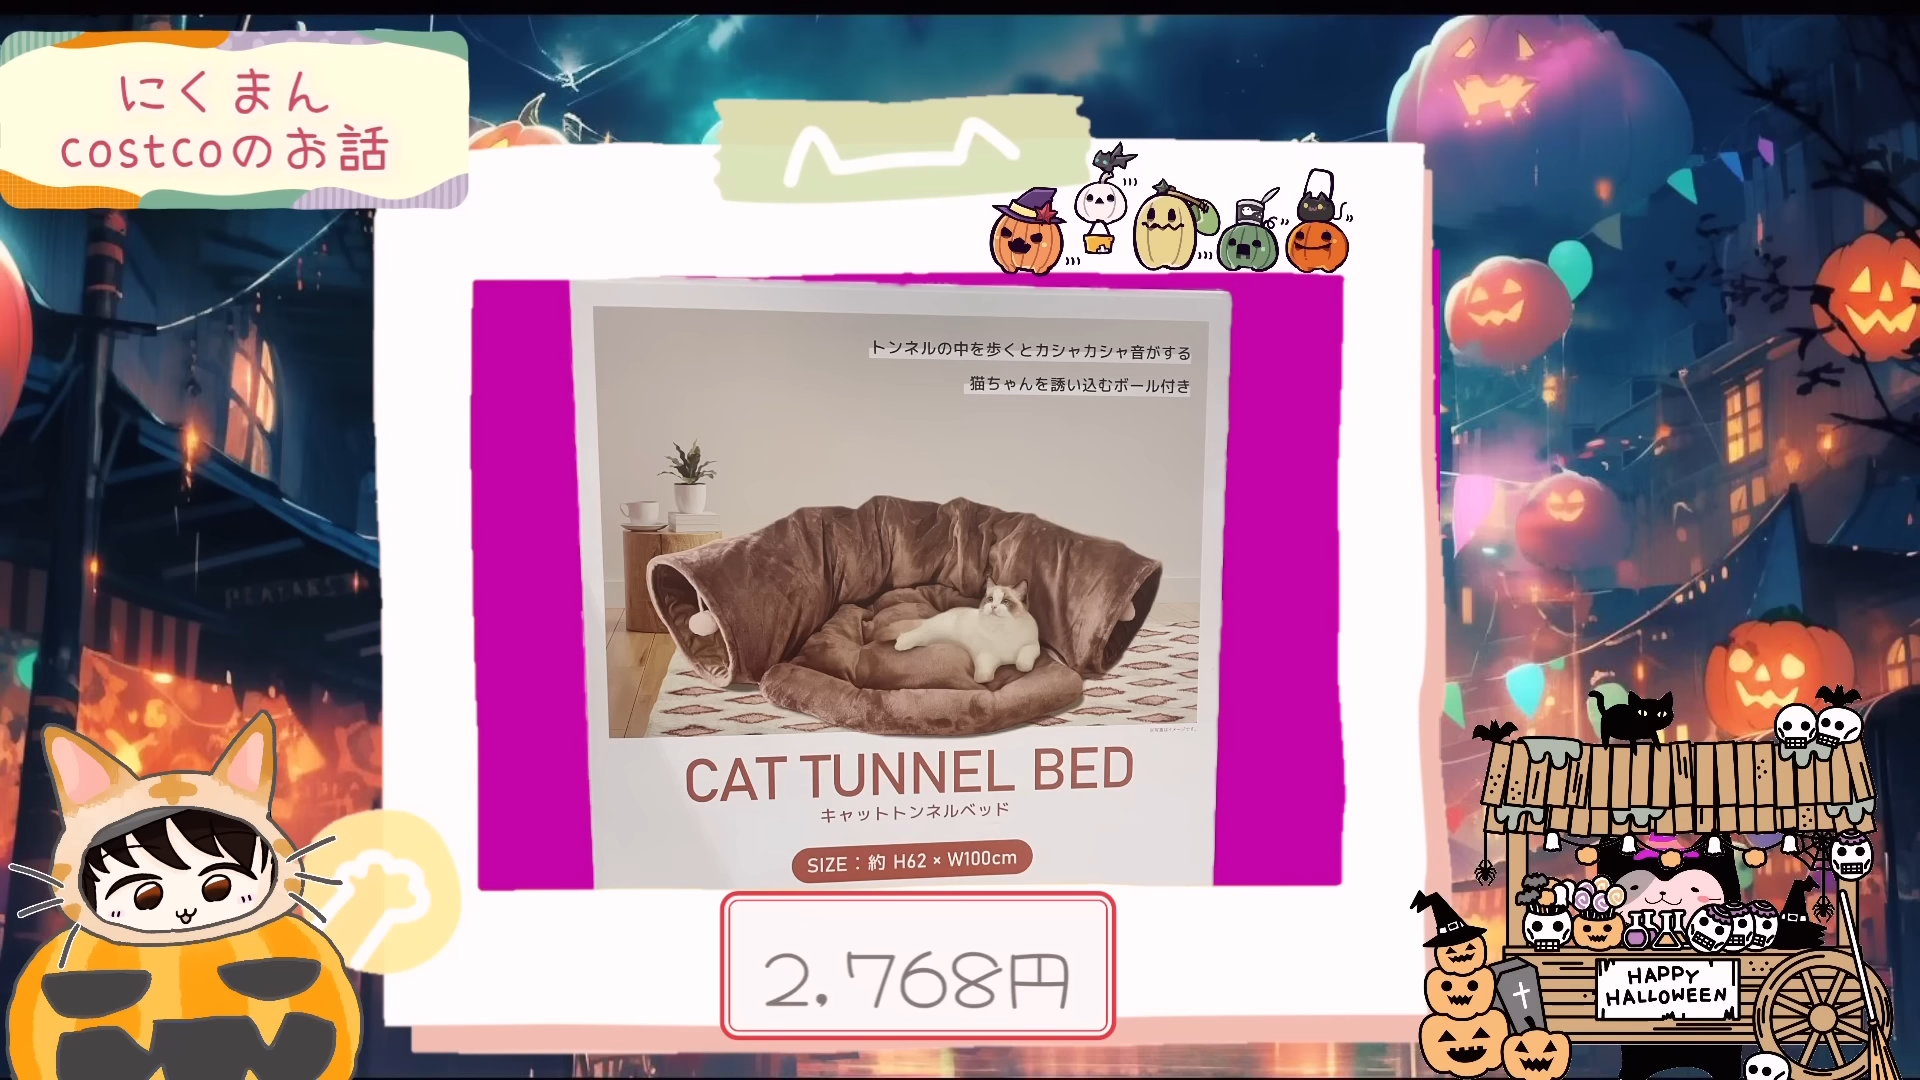 にくまん
costcoのお話
トンネルの中を歩くとカシャカシャ音がする
猫ちゃんを誘い込むボール付き
CAT TUNNEL BED
キャットトンネルベッド
SIZE：約 H62 × W100cm
2,768円
HAPPY
HALLOWEEN